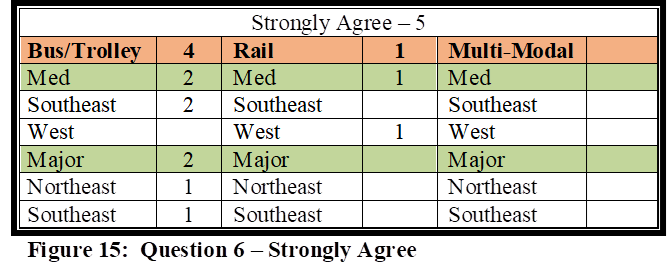 Strongly Agree – 5
Bus/Trolley 4 Rail 1 Multi-Modal
Med 2 Med 1 Med
Southeast 2 Southeast Southeast
West West 1 West
Major 2 Major Major
Northeast 1 Northeast Northeast
Southeast 1 Southeast Southeast
Figure 15: Question 6 – Strongly Agree